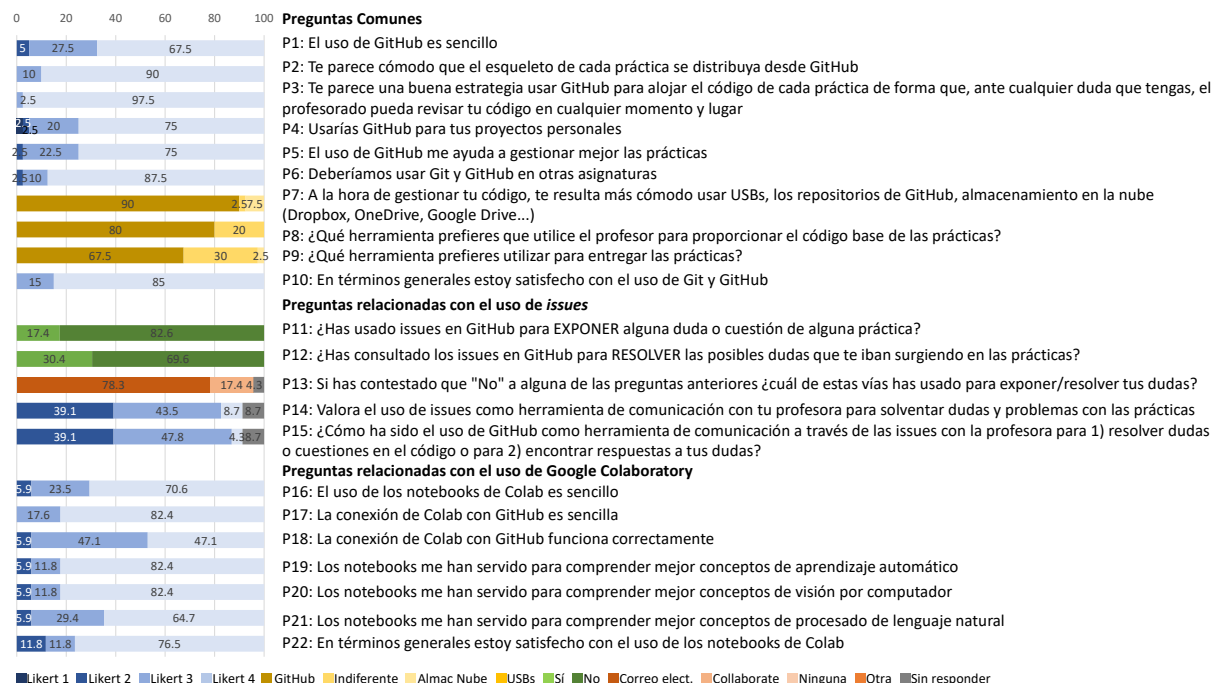 0 20 40 60 80 100 Preguntas Comunes
5 27.5 67.5 P1: El uso de GitHub es sencillo
10 90 P2: Te parece cómodo que el esqueleto de cada práctica se distribuya desde GitHub
2.5 97.5 P3: Te parece una buena estrategia usar GitHub para alojar el código de cada práctica de forma que, ante cualquier duda que tengas, el
profesorado pueda revisar tu código en cualquier momento y lugar
2.5 2.5 20 75 P4: Usarías GitHub para tus proyectos personales
2.5 22.5 75 P5: El uso de GitHub me ayuda a gestionar mejor las prácticas
2.5 10 87.5 P6: Deberíamos usar Git y GitHub en otras asignaturas
90 2.5 7.5 P7: A la hora de gestionar tu código, te resulta más cómodo usar USBs, los repositorios de GitHub, almacenamiento en la nube
(Dropbox, OneDrive, Google Drive...)
80 20 P8: ¿Qué herramienta prefieres que utilice el profesor para proporcionar el código base de las prácticas?
67.5 30 2.5 P9: ¿Qué herramienta prefieres utilizar para entregar las prácticas?
15 85 P10: En términos generales estoy satisfecho con el uso de Git y GitHub
Preguntas relacionadas con el uso de issues
17.4 82.6 P11: ¿Has usado issues en GitHub para EXPONER alguna duda o cuestión de alguna práctica?
30.4 69.6 P12: ¿Has consultado los issues en GitHub para RESOLVER las posibles dudas que te iban surgiendo en las prácticas?
78.3 17.4 4.3 P13: Si has contestado que "No" a alguna de las preguntas anteriores ¿cuál de estas vías has usado para exponer/resolver tus dudas?
39.1 43.5 8.7 8.7 P14: Valora el uso de issues como herramienta de comunicación con tu profesora para solventar dudas y problemas con las prácticas
39.1 47.8 4.3 8.7 P15: ¿Cómo ha sido el uso de GitHub como herramienta de comunicación a través de las issues con la profesora para 1) resolver dudas
o cuestiones en el código o para 2) encontrar respuestas a tus dudas?
Preguntas relacionadas con el uso de Google Colaboratory
5.9 23.5 70.6 P16: El uso de los notebooks de Colab es sencillo
17.6 82.4 P17: La conexión de Colab con GitHub es sencilla
5.9 47.1 47.1 P18: La conexión de Colab con GitHub funciona correctamente
5.9 11.8 82.4 P19: Los notebooks me han servido para comprender mejor conceptos de aprendizaje automático
5.9 11.8 82.4 P20: Los notebooks me han servido para comprender mejor conceptos de visión por computador
5.9 29.4 64.7 P21: Los notebooks me han servido para comprender mejor conceptos de procesado de lenguaje natural
11.8 11.8 76.5 P22: En términos generales estoy satisfecho con el uso de los notebooks de Colab
Likert 1 Likert 2 Likert 3 Likert 4 GitHub Indiferente Almac Nube USBs Sí No Correo elect. Collaborate Ninguna Otra Sin responder